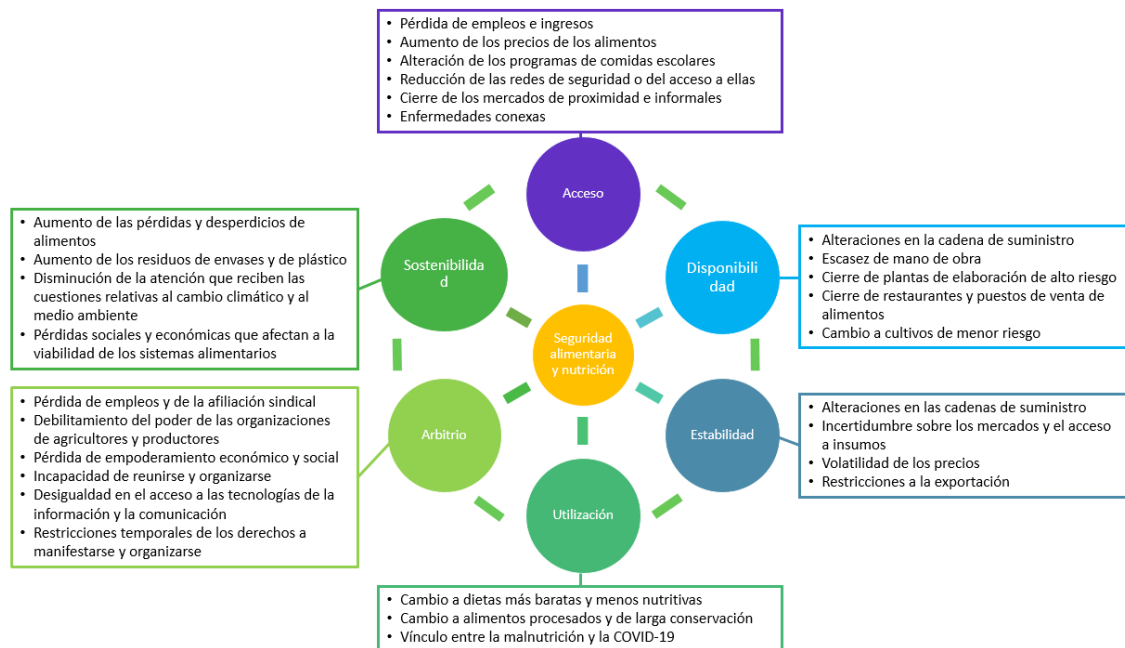 • Pérdida de empleos e ingresos
• Aumento de los precios de los alimentos
• Alteración de los programas de comidas escolares
• Reducción de las redes de seguridad o del acceso a ellas
• Cierre de los mercados de proximidad e informales
• Enfermedades conexas
Acceso
• Aumento de las pérdidas y desperdicios de
alimentos
• Aumento de los residuos de envases y de plástico
• Disminución de la atención que reciben las
cuestiones relativas al cambio climático y al
medio ambiente
• Pérdidas sociales y económicas que afectan a la
viabilidad de los sistemas alimentarios
Sostenibilida
d
Disponibili
dad
• Alteraciones en la cadena de suministro
• Escasez de mano de obra
• Cierre de plantas de elaboración de alto riesgo
• Cierre de restaurantes y puestos de venta de
alimentos
• Cambio a cultivos de menor riesgo
Seguridad
alimentaria
y nutrición
• Pérdida de empleos y de la afiliación sindical
• Debilitamiento del poder de las organizaciones
de agricultores y productores
• Pérdida de empoderamiento económico y social
• Incapacidad de reunirse y organizarse
• Desigualdad en el acceso a las tecnologías de la
información y la comunicación
• Restricciones temporales de los derechos a
manifestarse y organizarse
Arbitrio
Estabilidad
• Alteraciones en las cadenas de suministro
• Incertidumbre sobre los mercados y el acceso
a insumos
• Volatilidad de los precios
• Restricciones a la exportación
Utilización
• Cambio a dietas más baratas y menos nutritivas
• Cambio a alimentos procesados y de larga conservación
• Vínculo entre la malnutrición y la COVID-19